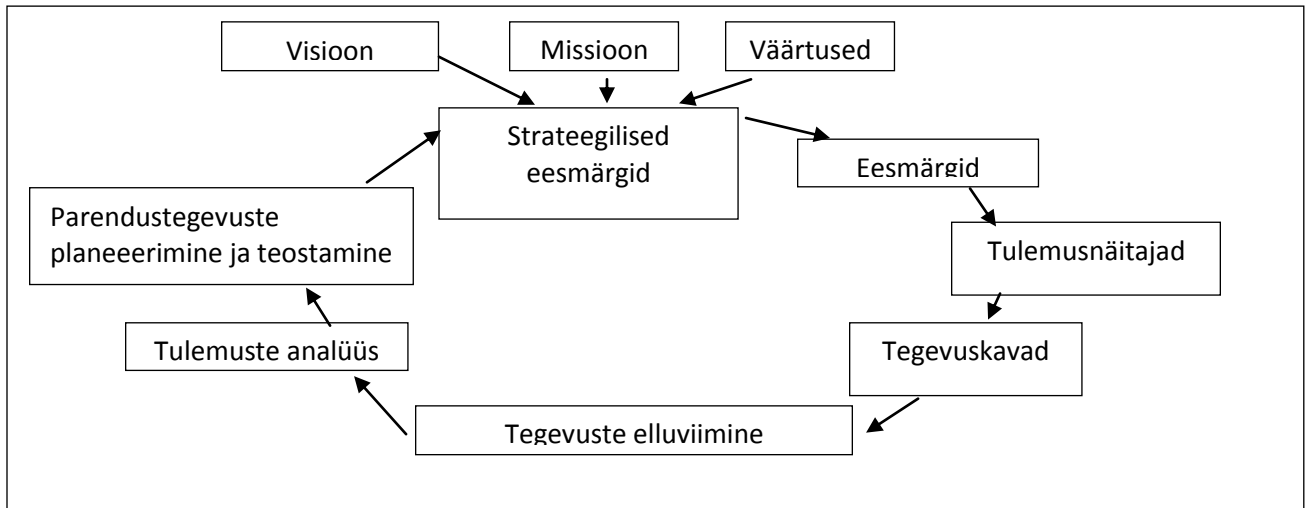 Visioon
Missioon
Väärtused
Strateegilised
eesmärgid
Eesmärgid
Tulemusnäitajad
Tegevuskavad
Tegevuste elluviimine
Tulemuste analüüs
Parendustegevuste
planeeerimine ja teostamine